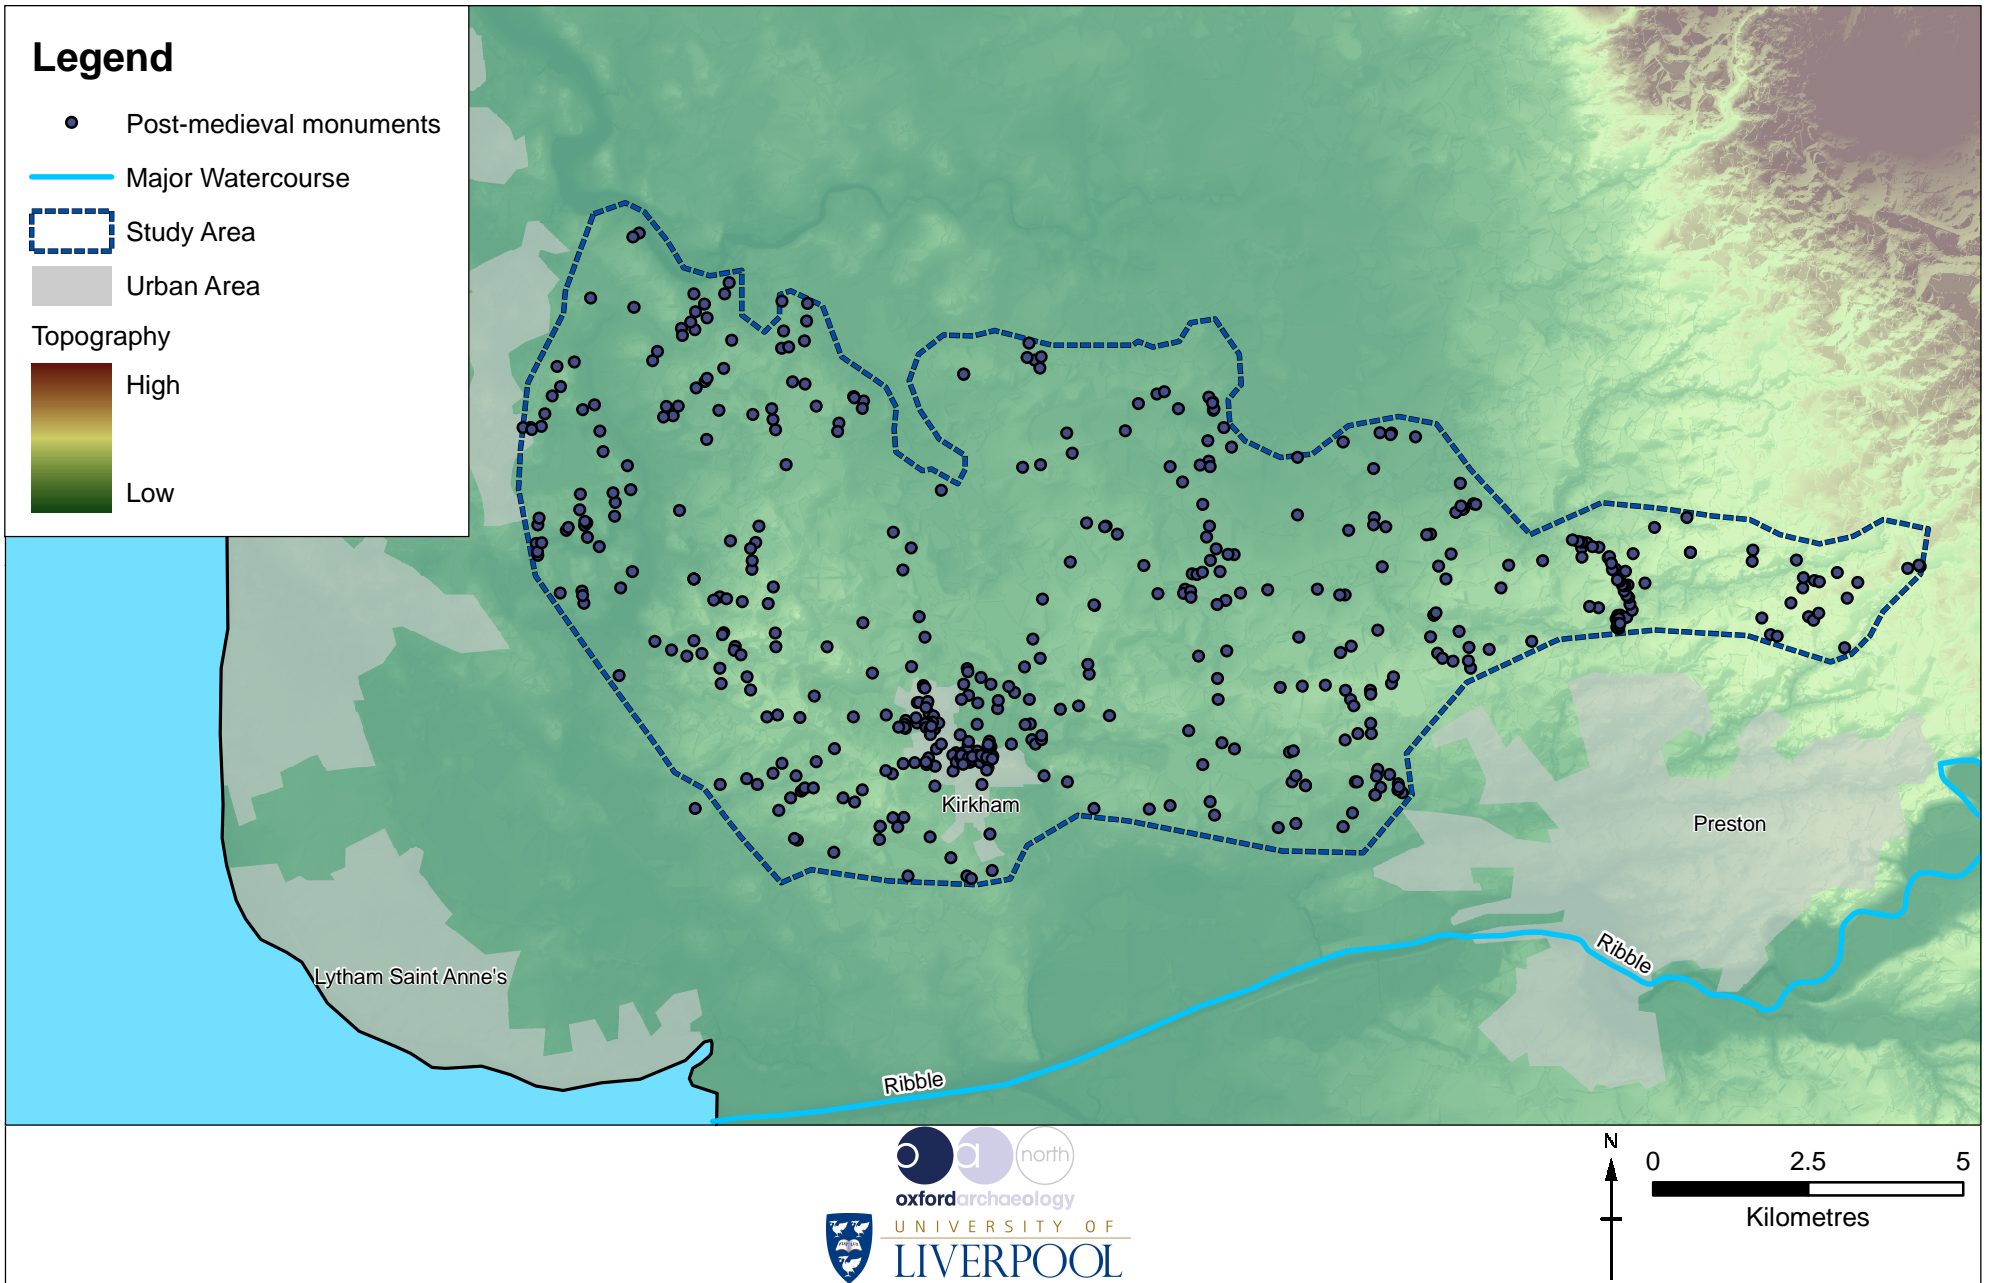 Legend
Post-medieval monuments
Major Watercourse
Study Area
Urban Area
Topography
High
Low
Kirkham
Preston
Lytham Saint Anne's
Ribble
Ribble
oa north
oxfordarchaeology
UNIVERSITY OF
LIVERPOOL
N
0 2.5 5
Kilometres